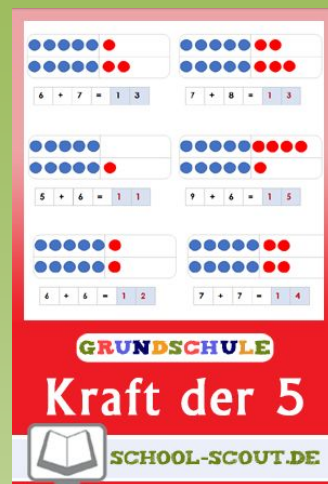 6 + 7 = 1 3
7 + 8 = 1 3
5 + 6 = 1 1
9 + 6 = 1 5
6 + 6 = 1 2
7 + 7 = 1 4
GRUNDSCHULE
Kraft der 5
SCHOOL-SCOUT.DE